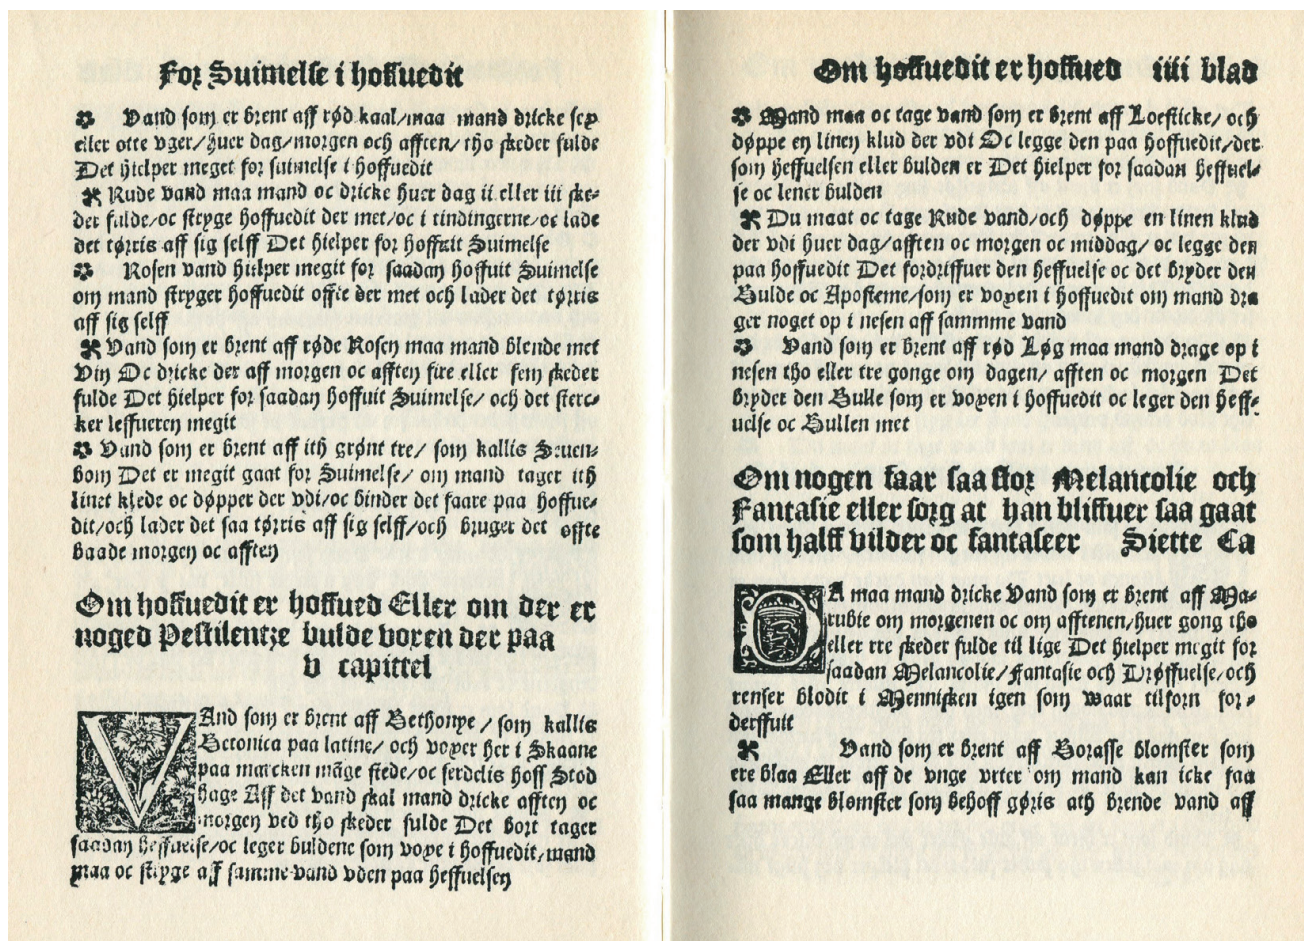 For Suimelse i hoffuedit
Vand som er brent aff rød kaal/maa mand dricke sex
eller otte vger/huer dag/morgen och afften/tho skeder fulde
Det hielper meget for suimelse i hoffuedit
Rude vand maa mand oc dricke huer dag ii eller iii ske-
der fulde/oc stryge hoffuedit der met/oc i tindingerne/oc lade
det tørris aff sig selff Det hielper for hoffuit Suimelse
Rosen vand hielper megit for saadan hoffuit Suimelse
om mand stryger hoffuedit offte der met och lader det tørris
aff sig selff
Vand som er brent aff røde Rosen maa mand blende met
Vin Oc dricke der aff morgen oc afften fire eller fem skeder
fulde Det hielper for saadan hoffuit Suimelse/ och det sterc-
ker leffueren megit
Vand som er brent aff ith grønt tre/ som kallis Seuen-
bom Det er megit gaat for Suimelse/ om mand tager ith
linet klede oc døpper der vdi/oc binder det faare paa hoffue-
dit/och lader det saa tørris aff sig selff/och bruger det offte
baade morgen oc afften
Om hoffuedit er hoffued Eller om der er
noged Pestilentze bulde voxen der paa
v capittel
VAnd som er brent aff Bethonye / som kallis
Betonica paa latine/ och voxer her i Skaane
paa marcken mãge stede/oc serdelis hoff Stod
hage Aff det vand skal mand dricke afften oc
morgen ved tho skeder fulde Det bort tager
saadan heffuelse/oc leger buldene som voxe i hoffuedit/mand
maa oc stryge aff samme vand vden paa heffuelsen
Om hoffuedit er hoffued iiii blad
Mand maa oc tage vand som er brent aff Loesticke/ och
døppe en linen klud der vdi Oc legge den paa hoffuedit/der
som heffuelsen eller bulden er Det hielper for saadan heffuel-
se oc lener bulden
Du maat oc tage Rude vand/och døppe en linen klud
der vdi huer dag/afften oc morgen oc middag/ oc legge den
paa hoffuedit Det fordriffuer den heffuelse oc det bryder den
Bulde oc Aposteme/som er voxen i hoffuedit om mand dra
ger noget op i nesen aff sammme vand
Vand som er brent aff rød Løg maa mand drage op i
nesen tho eller tre gonge om dagen/ afften oc morgen Det
bryder den Bulle som er voxen i hoffuedit oc leger den heff-
uelse oc Bullen met
Om nogen faar saa stor Melancolie och
Fantasie eller sorg at han bliffuer saa gaat
som halff vilder oc fantaseer Siette Ca
DA maa mand dricke Vand som er brent aff Ma-
rubie om morgenen oc om afftenen/huer gong tho
eller tre skeder fulde til lige Det hielper megit for
saadan Melancolie/Fantasie och Drøffuelse/och
renser blodit i Mennisken igen som waar tilforn for-
derffuit
Vand som er brent aff Borasse blomster som
ere blaa Eller aff de vnge vrter om mand kan icke faa
saa mange blomster som behoff gøris ath brende vand aff